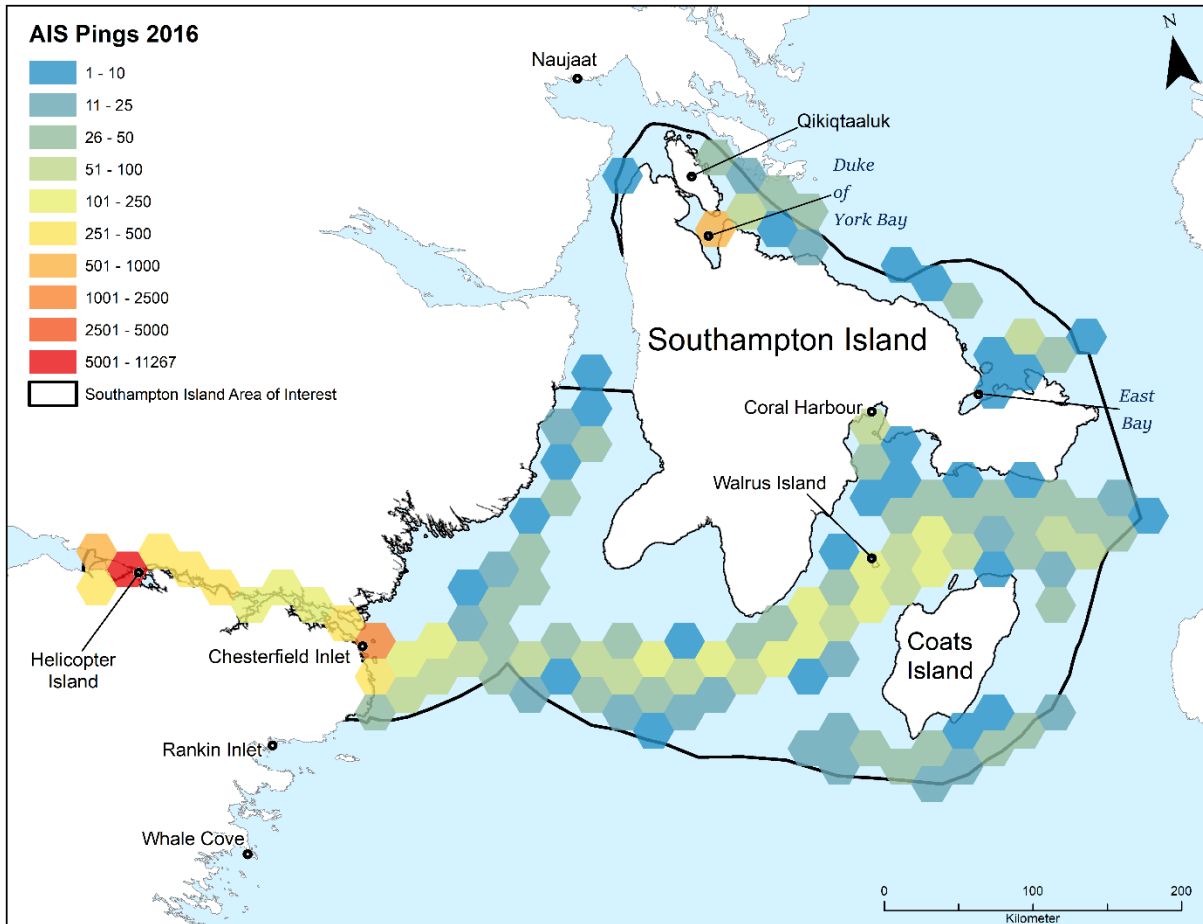 AIS Pings 2016
1 - 10
11 - 25
26 - 50
51 - 100
101 - 250
251 - 500
501 - 1000
1001 - 2500
2501 - 5000
5001 - 11267
Southampton Island Area of Interest
N
Naujaat
Qikiqtaaluk
Duke
of
York Bay
Southampton Island
Coral Harbour
East
Bay
Walrus Island
Helicopter
Island
Chesterfield Inlet
Coats
Island
Rankin Inlet
Whale Cove
0 100 200
Kilometer